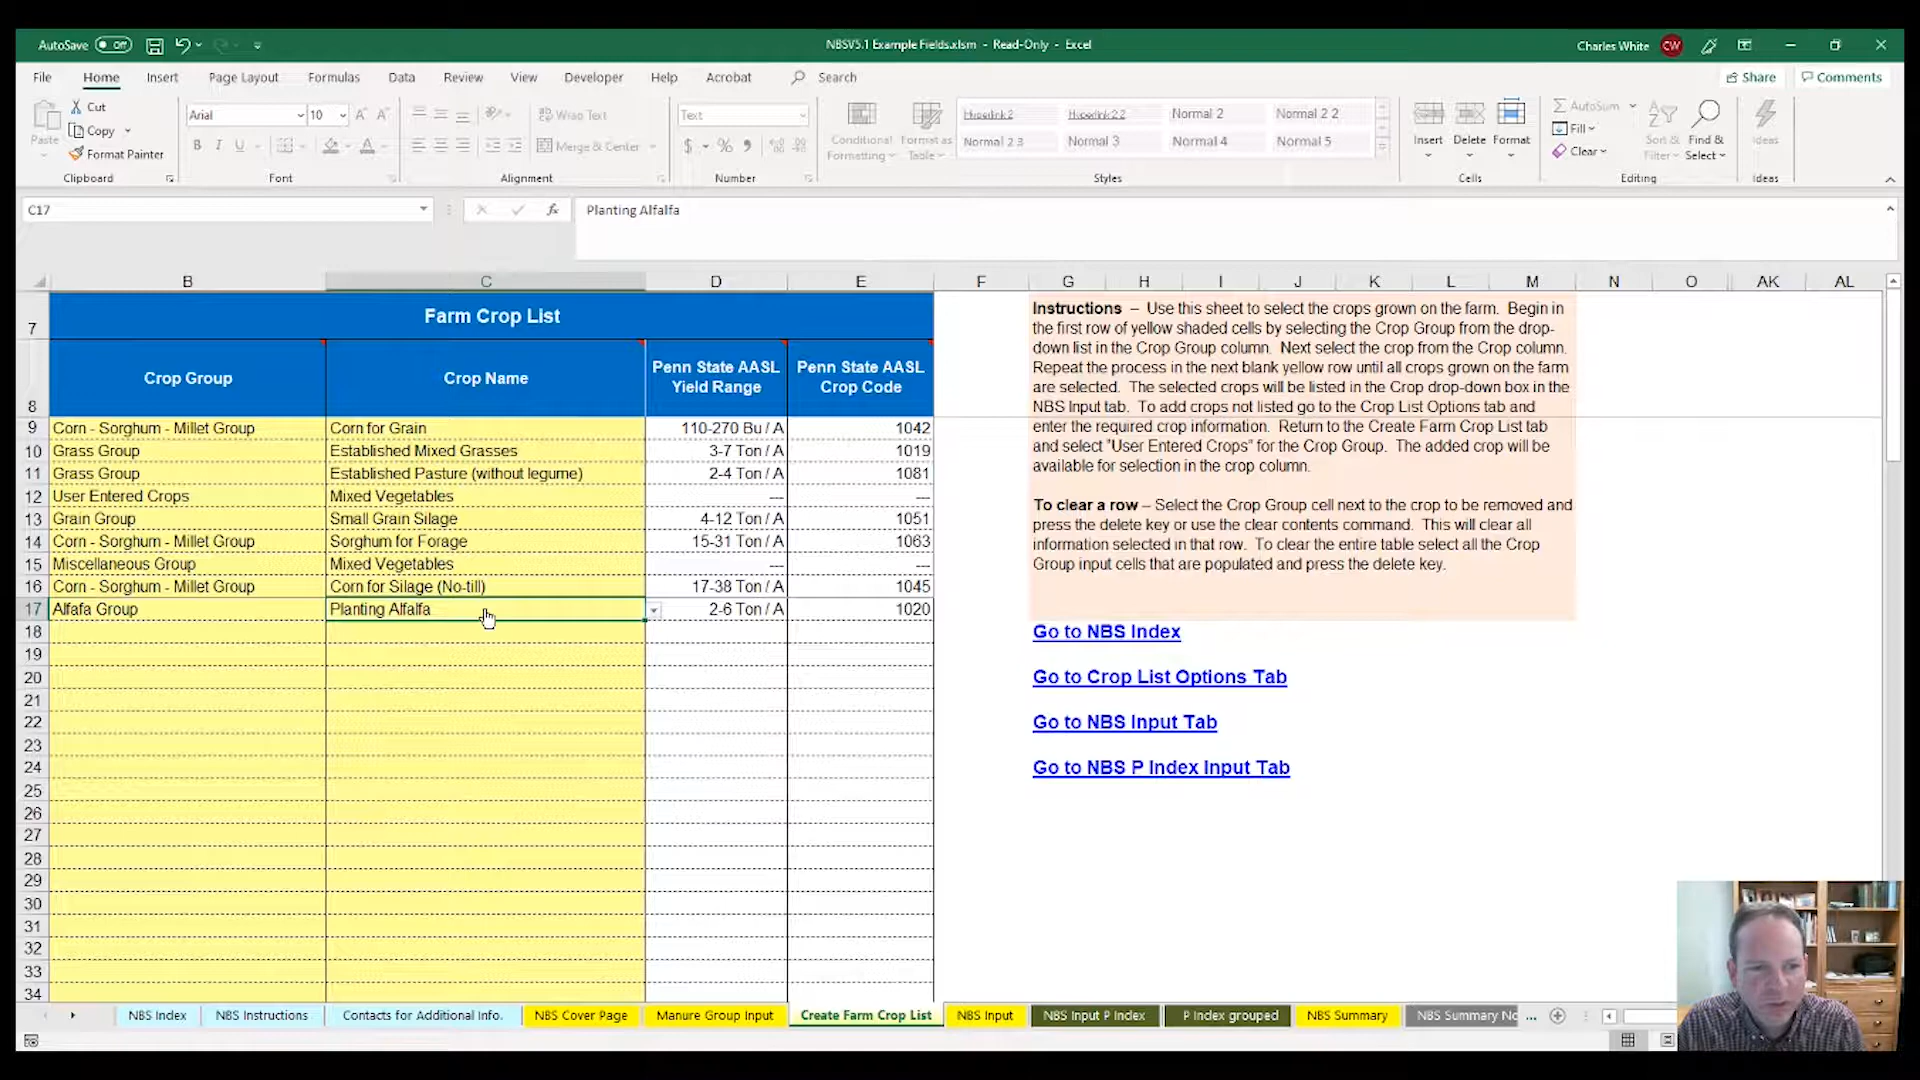 AutoSave Off
NBSV5.1 Example Fields.xlsm - Read-Only - Excel
Charles White CW
File Home Insert Page Layout Formulas Data Review View Developer Help Acrobat Search
Share Comments
Paste
Cut
Copy
Format Painter
Clipboard
Arial 10
B I U
Font
Wrap Text
Merge & Center
Alignment
Text
$ % ,
Number
Conditional Formatting
Format as Table
Hyperlink 2 Hyperlink 2 2 Normal 2 Normal 2 2
Normal 2 3 Normal 3 Normal 4 Normal 5
Styles
Insert Delete Format
Cells
AutoSum
Fill
Clear
Sort & Filter
Find & Select
Editing
Ideas
Ideas
C17 fx Planting Alfalfa
B C D E F G H I J K L M N O AK AL
7 Farm Crop List
8 Crop Group Crop Name Penn State AASL Yield Range Penn State AASL Crop Code
9 Corn - Sorghum - Millet Group Corn for Grain 110-270 Bu / A 1042
10 Grass Group Established Mixed Grasses 3-7 Ton / A 1019
11 Grass Group Established Pasture (without legume) 2-4 Ton / A 1081
12 User Entered Crops Mixed Vegetables --- ---
13 Grain Group Small Grain Silage 4-12 Ton / A 1051
14 Corn - Sorghum - Millet Group Sorghum for Forage 15-31 Ton / A 1063
15 Miscellaneous Group Mixed Vegetables --- ---
16 Corn - Sorghum - Millet Group Corn for Silage (No-till) 17-38 Ton / A 1045
17 Alfafa Group Planting Alfalfa 2-6 Ton / A 1020
18
19
20
21
22
23
24
25
26
27
28
29
30
31
32
33
34
Instructions – Use this sheet to select the crops grown on the farm. Begin in
the first row of yellow shaded cells by selecting the Crop Group from the drop-
down list in the Crop Group column. Next select the crop from the Crop column.
Repeat the process in the next blank yellow row until all crops grown on the farm
are selected. The selected crops will be listed in the Crop drop-down box in the
NBS Input tab. To add crops not listed go to the Crop List Options tab and
enter the required crop information. Return to the Create Farm Crop List tab
and select "User Entered Crops" for the Crop Group. The added crop will be
available for selection in the crop column.
To clear a row – Select the Crop Group cell next to the crop to be removed and
press the delete key or use the clear contents command. This will clear all
information selected in that row. To clear the entire table select all the Crop
Group input cells that are populated and press the delete key.
Go to NBS Index
Go to Crop List Options Tab
Go to NBS Input Tab
Go to NBS P Index Input Tab
NBS Index NBS Instructions Contacts for Additional Info. NBS Cover Page Manure Group Input Create Farm Crop List NBS Input NBS Input P Index P Index grouped NBS Summary NBS Summary No ...